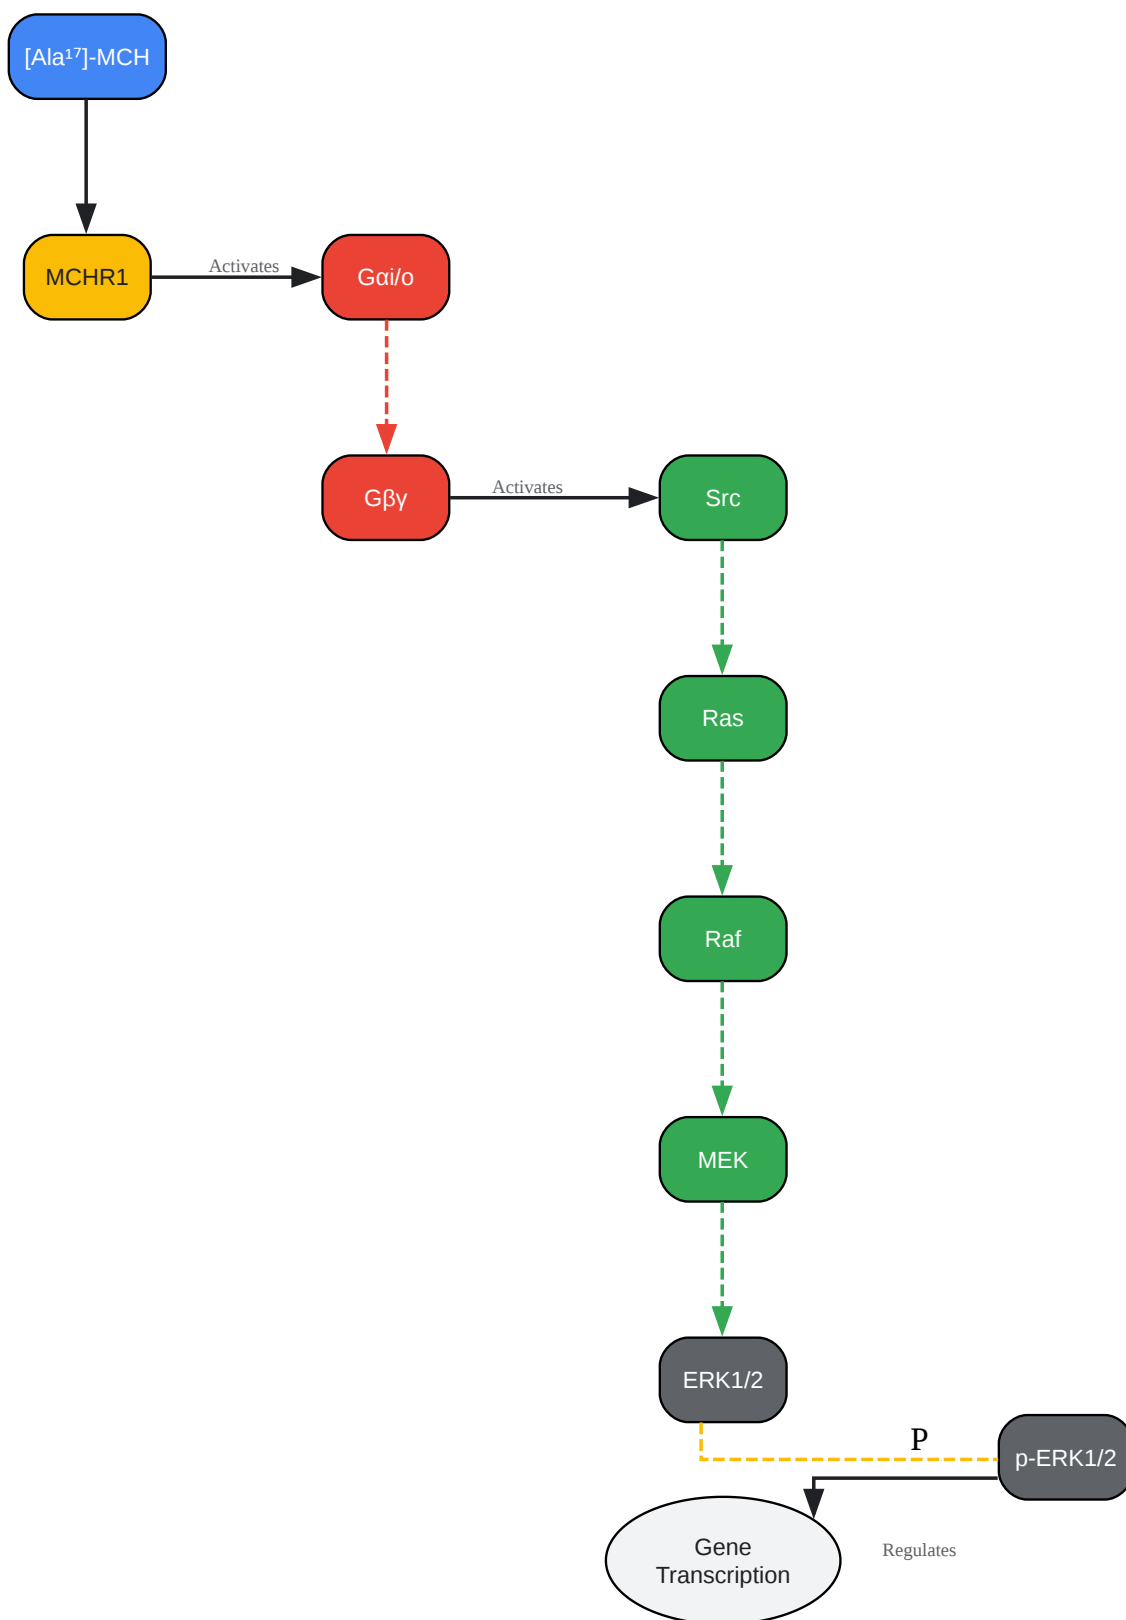 [Ala¹⁷]-MCH
MCHR1
Activates
Gαi/o
Gβγ
Activates
Src
Ras
Raf
MEK
ERK1/2
P
p-ERK1/2
Gene
Transcription
Regulates